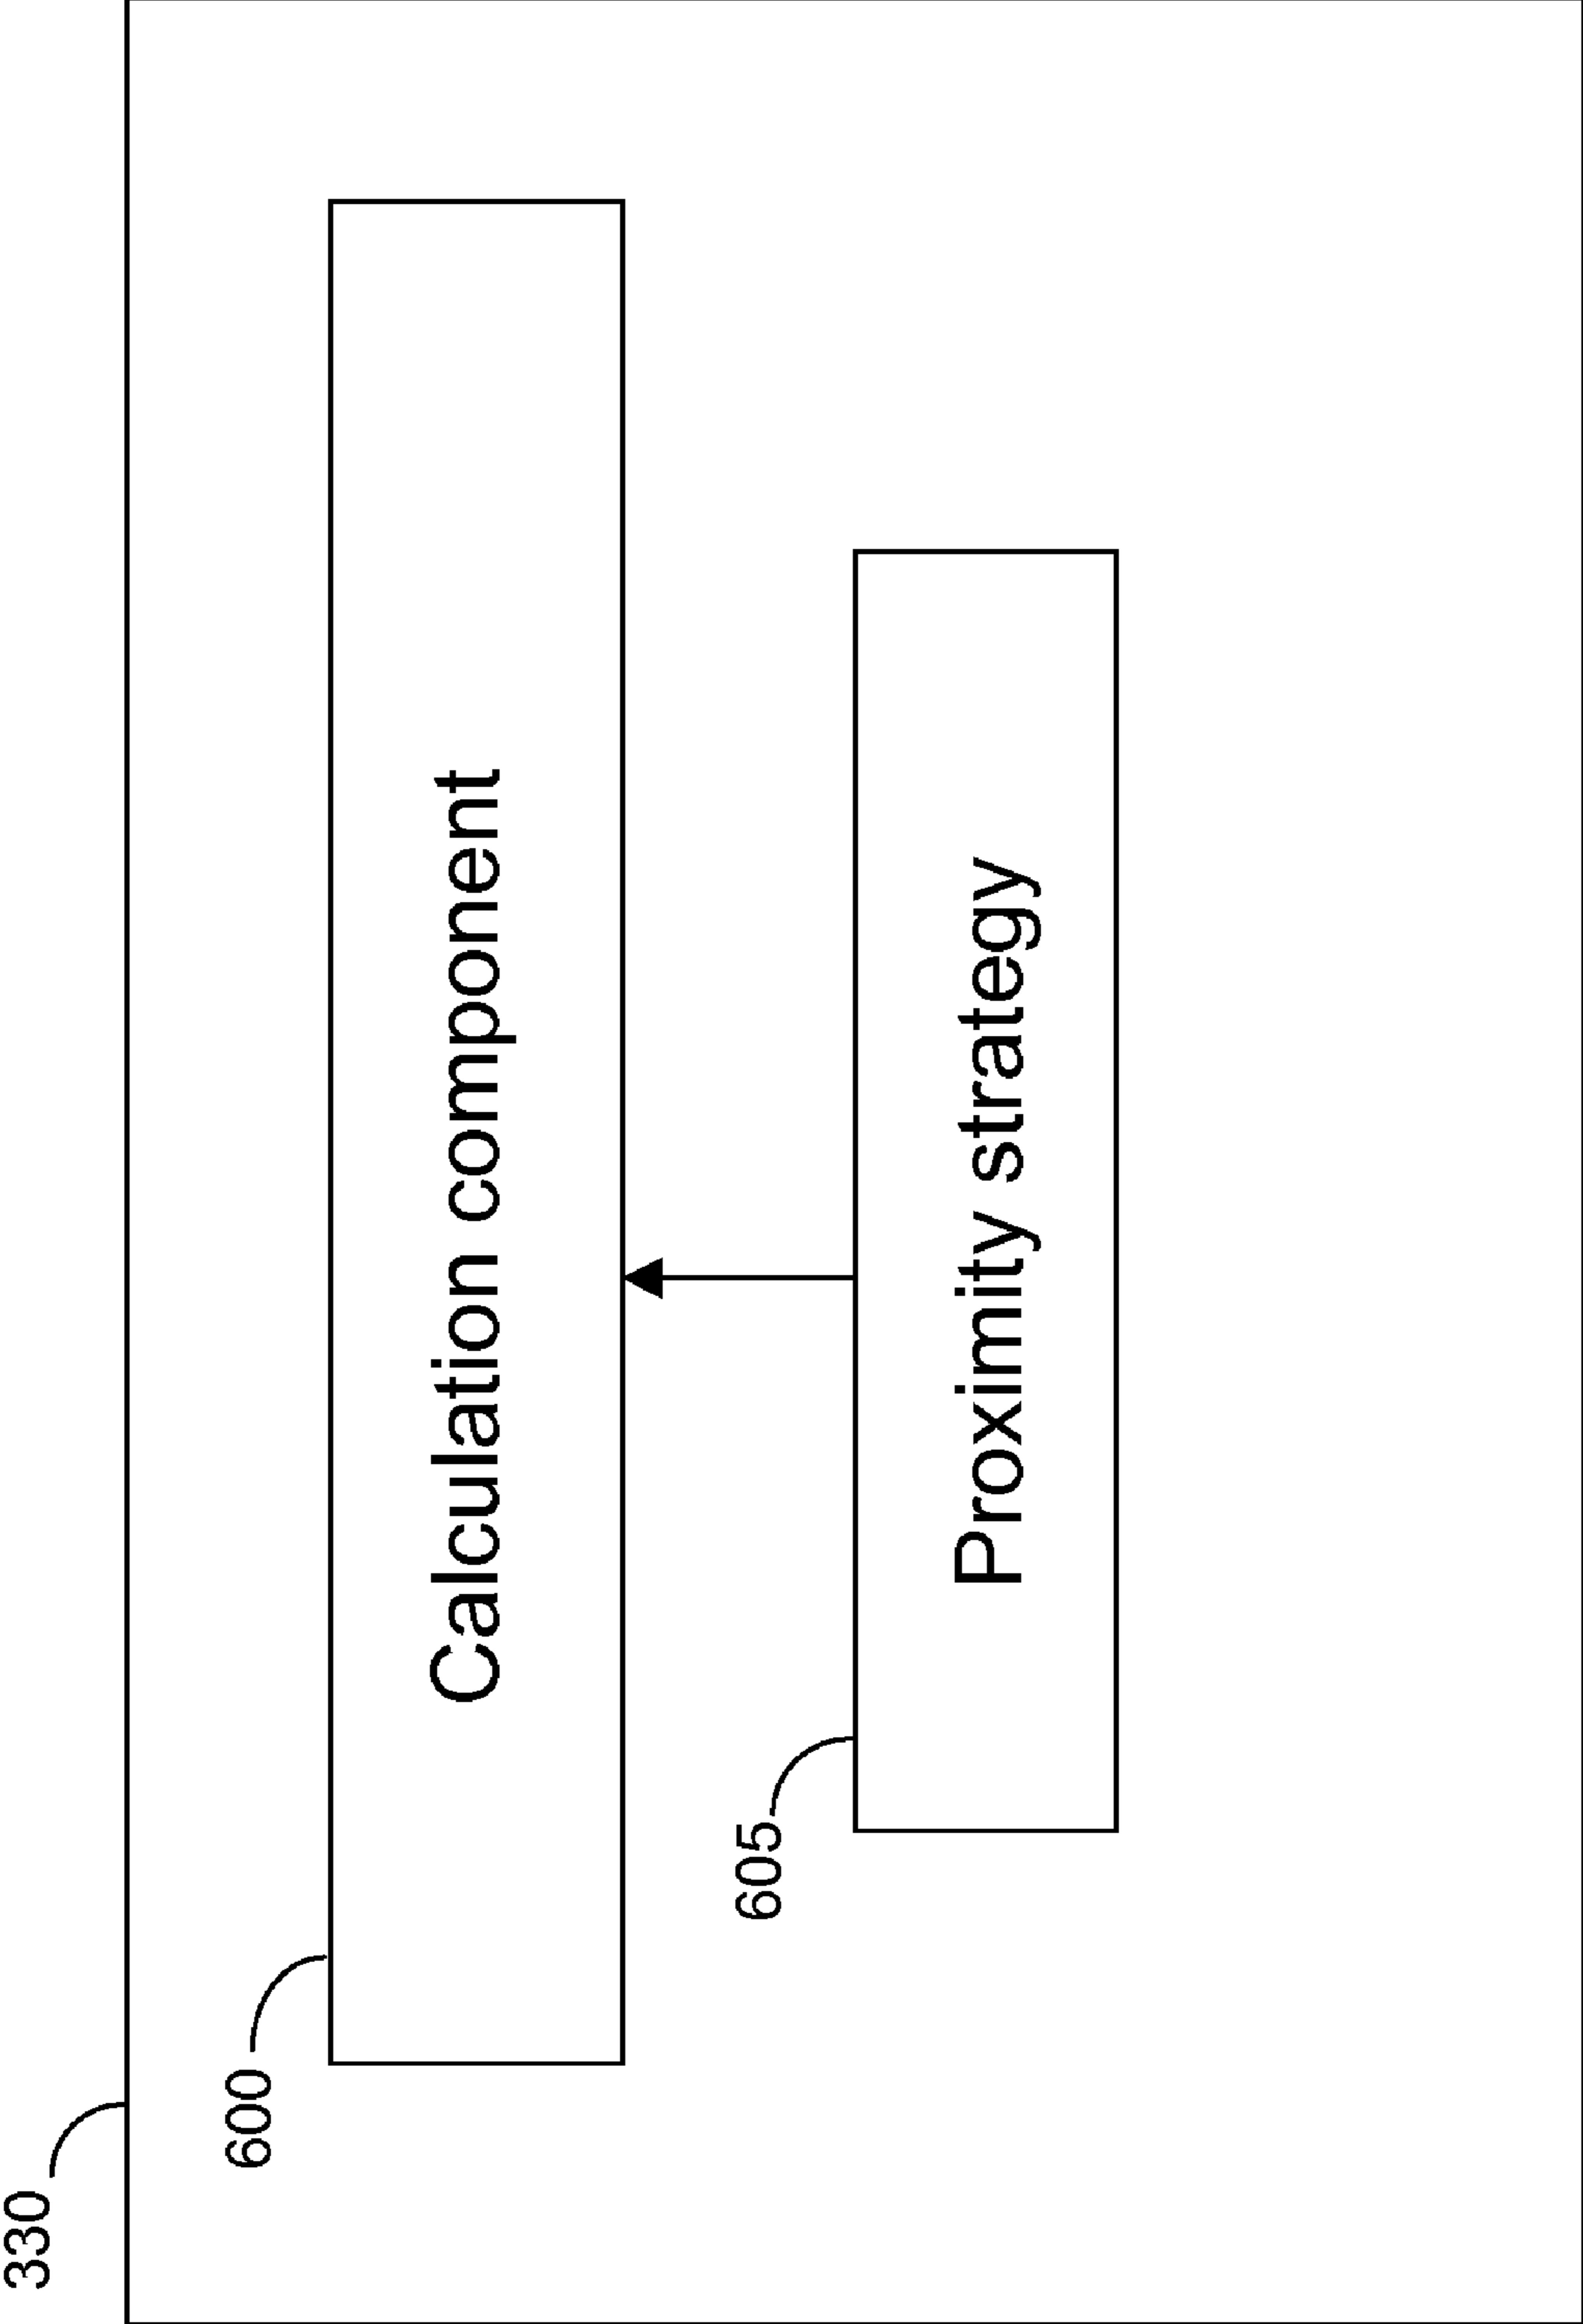 330
600
Calculation component
605
Proximity strategy